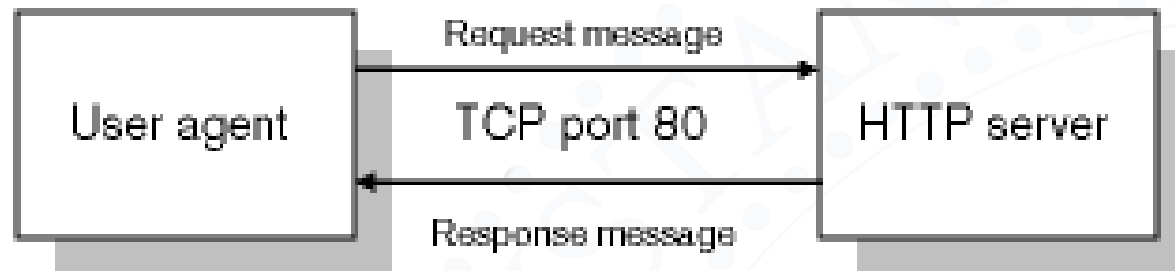 Request message
User agent
TCP port 80
HTTP server
Response message